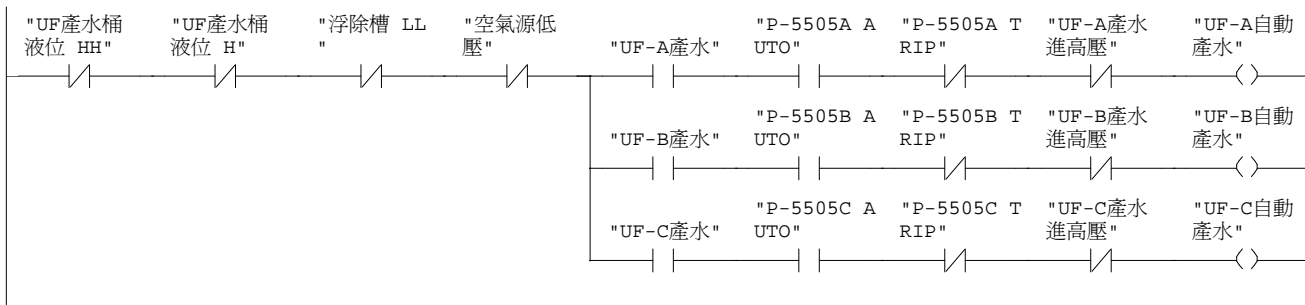 "UF產水桶
液位 HH"
"UF產水桶
液位 H"
"浮除槽 LL
"
"空氣源低
壓"
"UF-A產水"
"P-5505A A
UTO"
"P-5505A T
RIP"
"UF-A產水
進高壓"
"UF-A自動
產水"
"UF-B產水"
"P-5505B A
UTO"
"P-5505B T
RIP"
"UF-B產水
進高壓"
"UF-B自動
產水"
"UF-C產水"
"P-5505C A
UTO"
"P-5505C T
RIP"
"UF-C產水
進高壓"
"UF-C自動
產水"